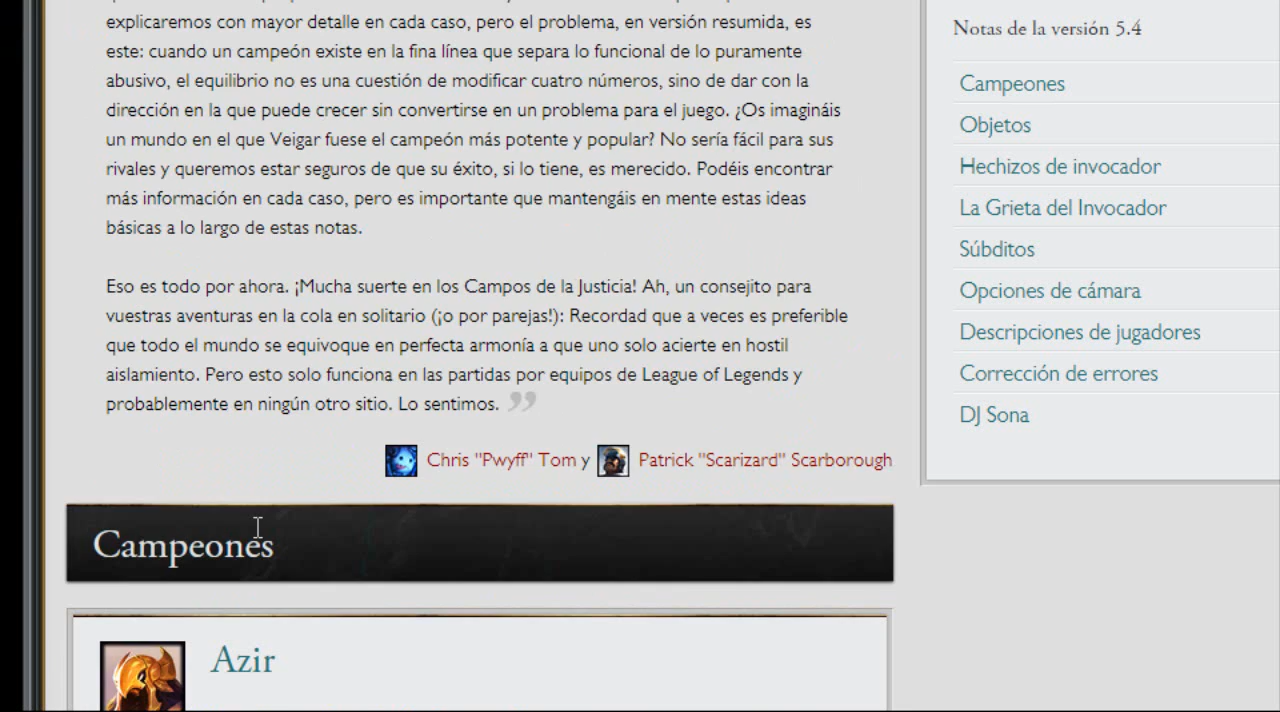 explicaremos con mayor detalle en cada caso, pero el problema, en versión resumida, es
este: cuando un campeón existe en la fina línea que separa lo funcional de lo puramente
abusivo, el equilibrio no es una cuestión de modificar cuatro números, sino de dar con la
dirección en la que puede crecer sin convertirse en un problema para el juego. ¿Os imagináis
un mundo en el que Veigar fuese el campeón más potente y popular? No sería fácil para sus
rivales y queremos estar seguros de que su éxito, si lo tiene, es merecido. Podéis encontrar
más información en cada caso, pero es importante que mantengáis en mente estas ideas
básicas a lo largo de estas notas.
Eso es todo por ahora. ¡Mucha suerte en los Campos de la Justicia! Ah, un consejito para
vuestras aventuras en la cola en solitario (¡o por parejas!): Recordad que a veces es preferible
que todo el mundo se equivoque en perfecta armonía a que uno solo acierte en hostil
aislamiento. Pero esto solo funciona en las partidas por equipos de League of Legends y
probablemente en ningún otro sitio. Lo sentimos. ”
Chris "Pwyff" Tom y Patrick "Scarizard" Scarborough
Campeones
Azir
Notas de la versión 5.4
Campeones
Objetos
Hechizos de invocador
La Grieta del Invocador
Súbditos
Opciones de cámara
Descripciones de jugadores
Corrección de errores
DJ Sona